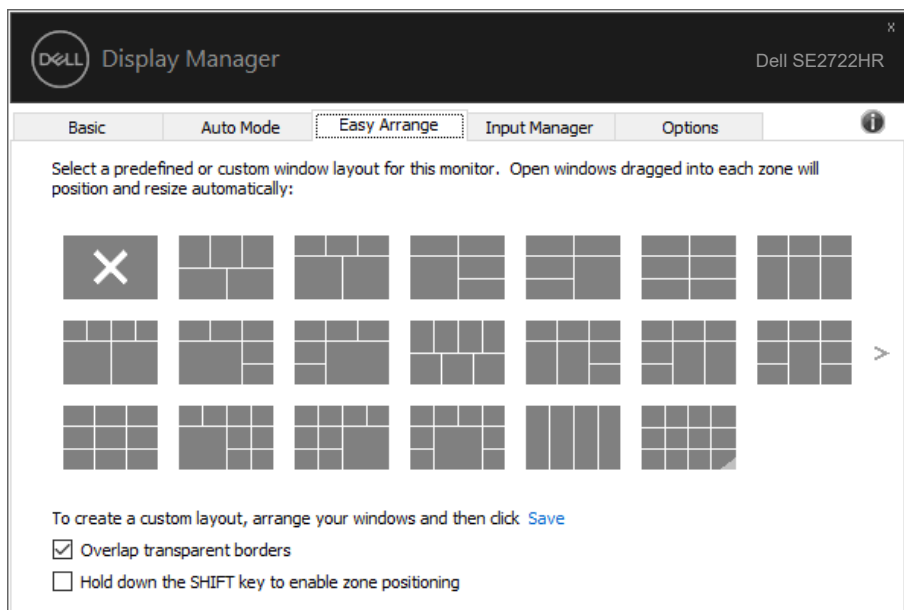 x
DELL Display Manager
Dell SE2722HR
Basic Auto Mode Easy Arrange Input Manager Options
Select a predefined or custom window layout for this monitor. Open windows dragged into each zone will
position and resize automatically:
>
To create a custom layout, arrange your windows and then click Save
Overlap transparent borders
Hold down the SHIFT key to enable zone positioning